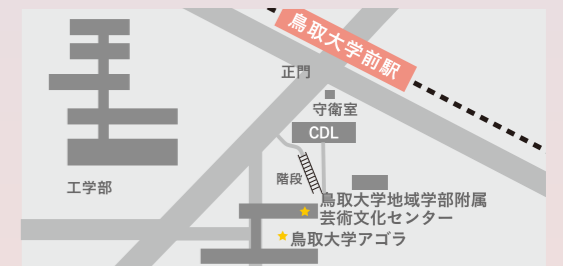 鳥取大学前駅
正門
守衛室
CDL
階段
工学部
鳥取大学地域学部附属
芸術文化センター
鳥取大学アゴラ